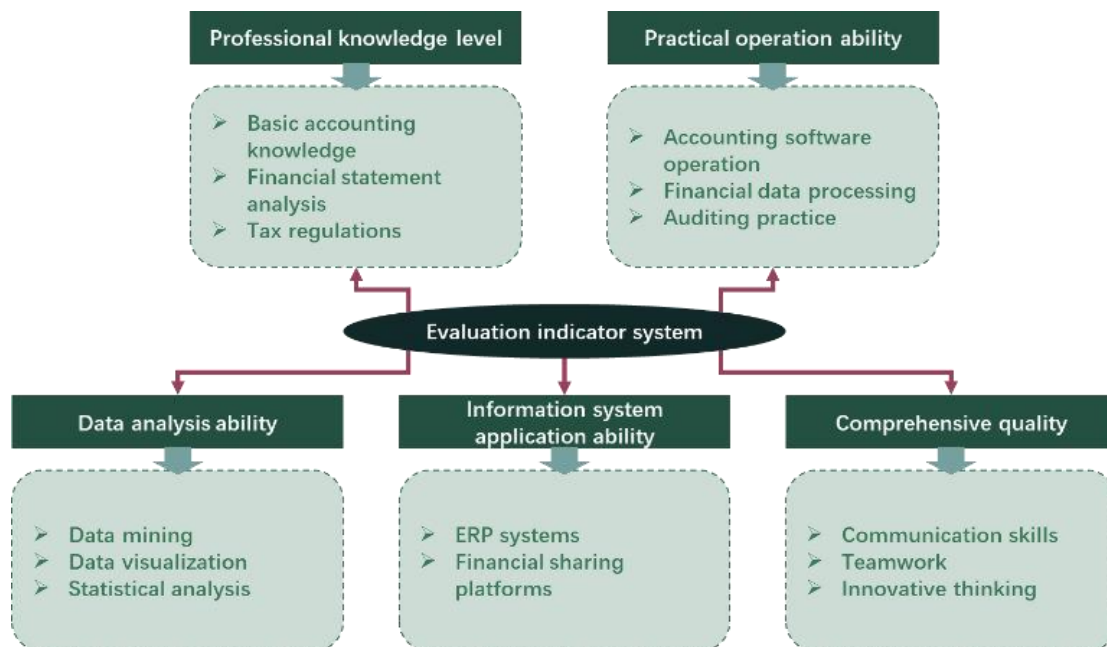 Professional knowledge level
Practical operation ability
Basic accounting
knowledge
Financial statement
analysis
Tax regulations
Accounting software
operation
Financial data processing
Auditing practice
Evaluation indicator system
Data analysis ability
Information system
application ability
Comprehensive quality
Data mining
Data visualization
Statistical analysis
ERP systems
Financial sharing
platforms
Communication skills
Teamwork
Innovative thinking